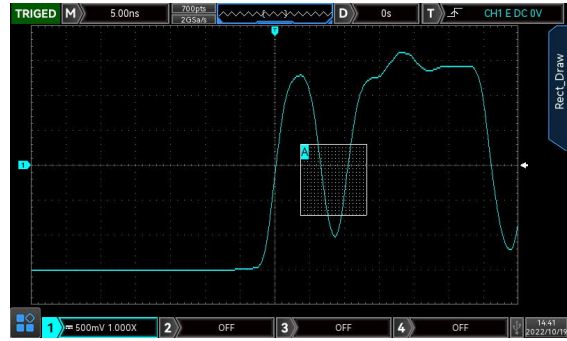 TRIGED M 5.00ns 700pts 2GSa/s D 0s T CH1 E DC 0V
Rect_Draw
A
1
1 500mV 1.000X 2 OFF 3 OFF 4 OFF 14:41
2022/10/19